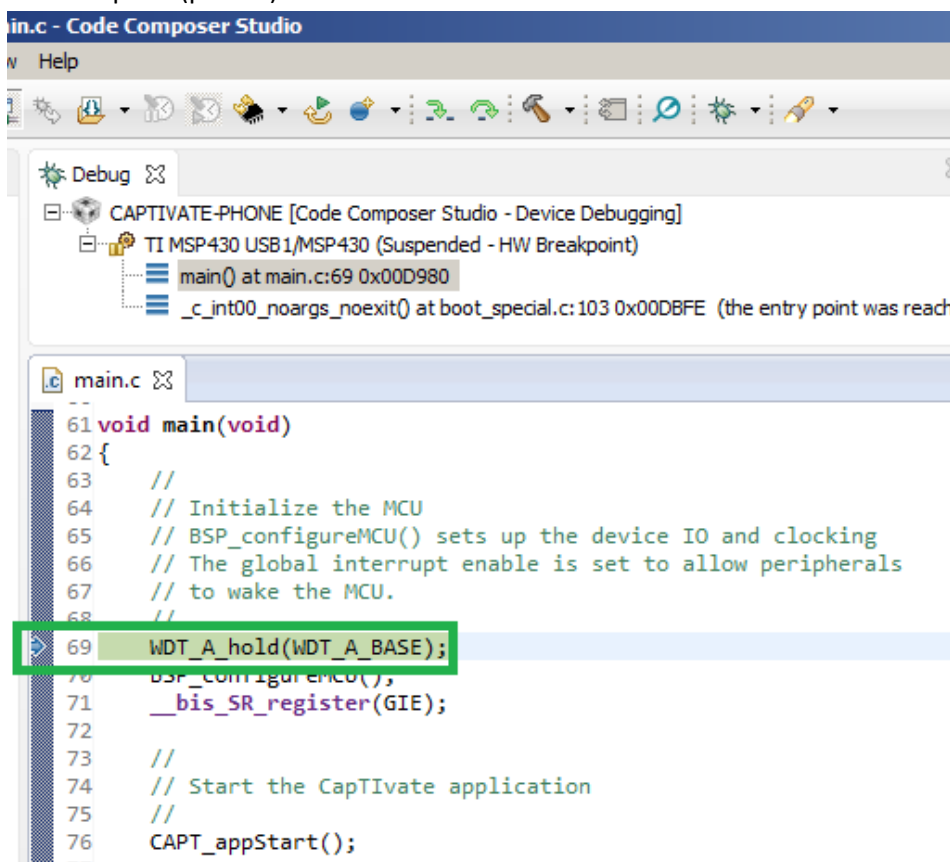 in.c - Code Composer Studio
Help
Debug
CAPTIVATE-PHONE [Code Composer Studio - Device Debugging]
TI MSP430 USB1/MSP430 (Suspended - HW Breakpoint)
main() at main.c:69 0x00D980
_c_int00_noargs_noexit() at boot_special.c:103 0x00DBFE (the entry point was reach
main.c
61 void main(void)
62 {
63 //
64 // Initialize the MCU
65 // BSP_configureMCU() sets up the device IO and clocking
66 // The global interrupt enable is set to allow peripherals
67 // to wake the MCU.
68 //
69 WDT_A_hold(WDT_A_BASE);
70 BSP_configureMCU();
71 __bis_SR_register(GIE);
72
73 //
74 // Start the CapTIvate application
75 //
76 CAPT_appStart();